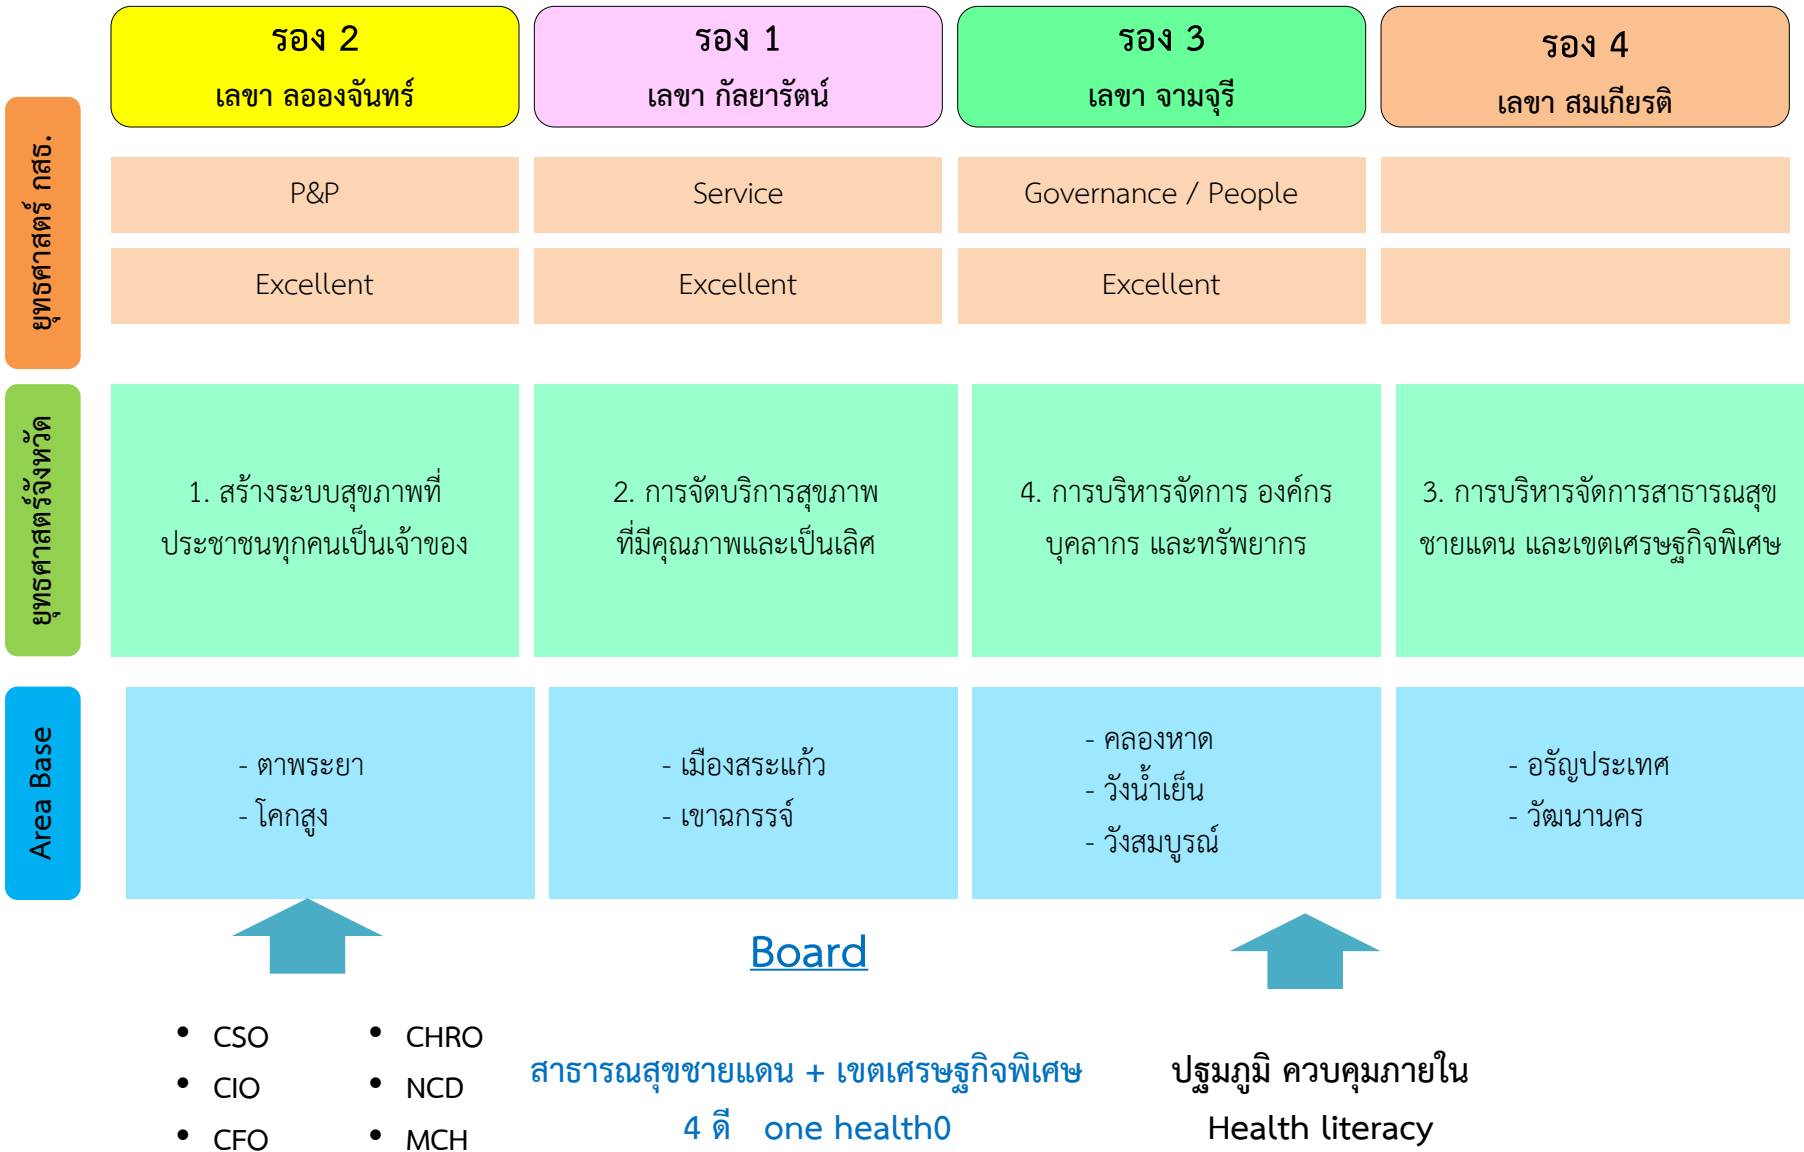 รอง 2
เลขา ลอองจันทร์
รอง 1
เลขา กัลยารัตน์
รอง 3
เลขา จามจุรี
รอง 4
เลขา สมเกียรติ
ยุทธศาสตร์ กสธ.
P&P
Service
Governance / People
Excellent
Excellent
Excellent
ยุทธศาสตร์จังหวัด
1. สร้างระบบสุขภาพที่
ประชาชนทุกคนเป็นเจ้าของ
2. การจัดบริการสุขภาพ
ที่มีคุณภาพและเป็นเลิศ
4. การบริหารจัดการ องค์กร
บุคลากร และทรัพยากร
3. การบริหารจัดการสาธารณสุข
ชายแดน และเขตเศรษฐกิจพิเศษ
Area Base
- ตาพระยา
- โคกสูง
- เมืองสระแก้ว
- เขาฉกรรจ์
- คลองหาด
- วังน้ำเย็น
- วังสมบูรณ์
- อรัญประเทศ
- วัฒนานคร
Board
• CSO
• CIO
• CFO
• CHRO
• NCD
• MCH
สาธารณสุขชายแดน + เขตเศรษฐกิจพิเศษ
4 ดี one health0
ปฐมภูมิ ควบคุมภายใน
Health literacy